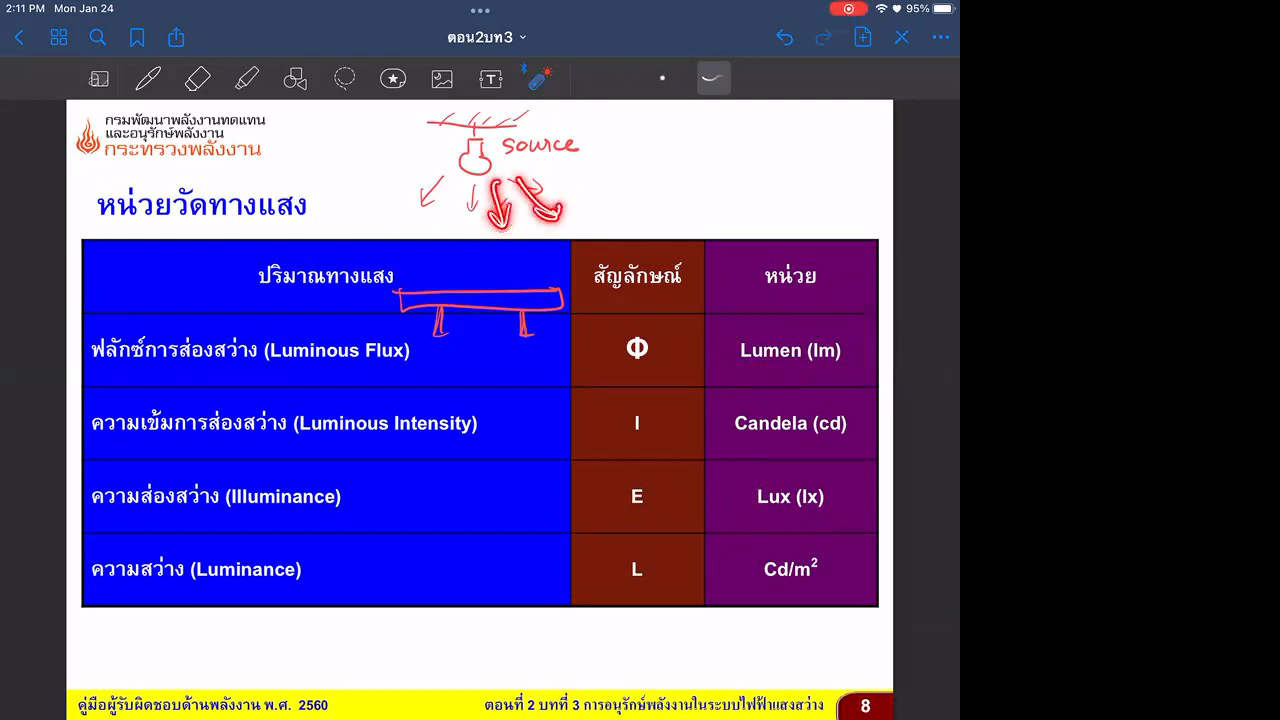 2:11 PM Mon Jan 24
95%
ตอน2บท3
T
กรมพัฒนาพลังงานทดแทน
และอนุรักษ์พลังงาน
กระทรวงพลังงาน
source
หน่วยวัดทางแสง
ปริมาณทางแสง สัญลักษณ์ หน่วย
ฟลักซ์การส่องสว่าง (Luminous Flux) Φ Lumen (lm)
ความเข้มการส่องสว่าง (Luminous Intensity) I Candela (cd)
ความส่องสว่าง (Illuminance) E Lux (lx)
ความสว่าง (Luminance) L Cd/m²
คู่มือผู้รับผิดชอบด้านพลังงาน พ.ศ. 2560 ตอนที่ 2 บทที่ 3 การอนุรักษ์พลังงานในระบบไฟฟ้าแสงสว่าง 8